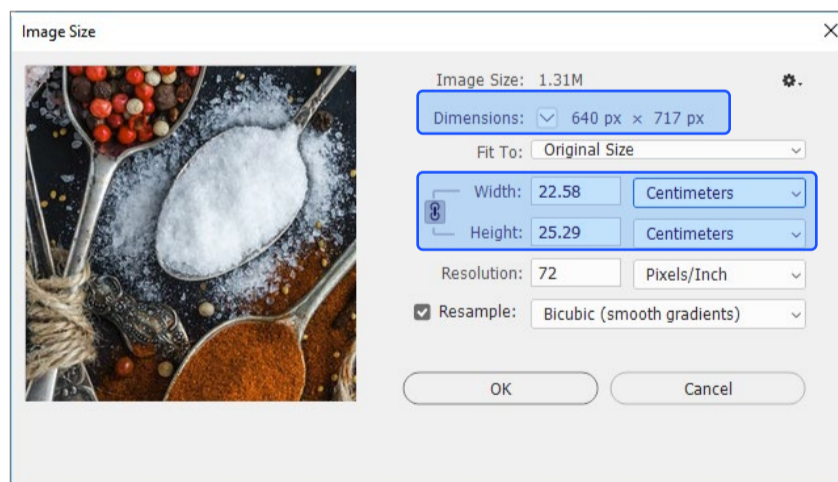 Image Size
Image Size: 1.31M
Dimensions: 640 px × 717 px
Fit To: Original Size
Width: 22.58 Centimeters
Height: 25.29 Centimeters
Resolution: 72 Pixels/Inch
Resample: Bicubic (smooth gradients)
OK Cancel